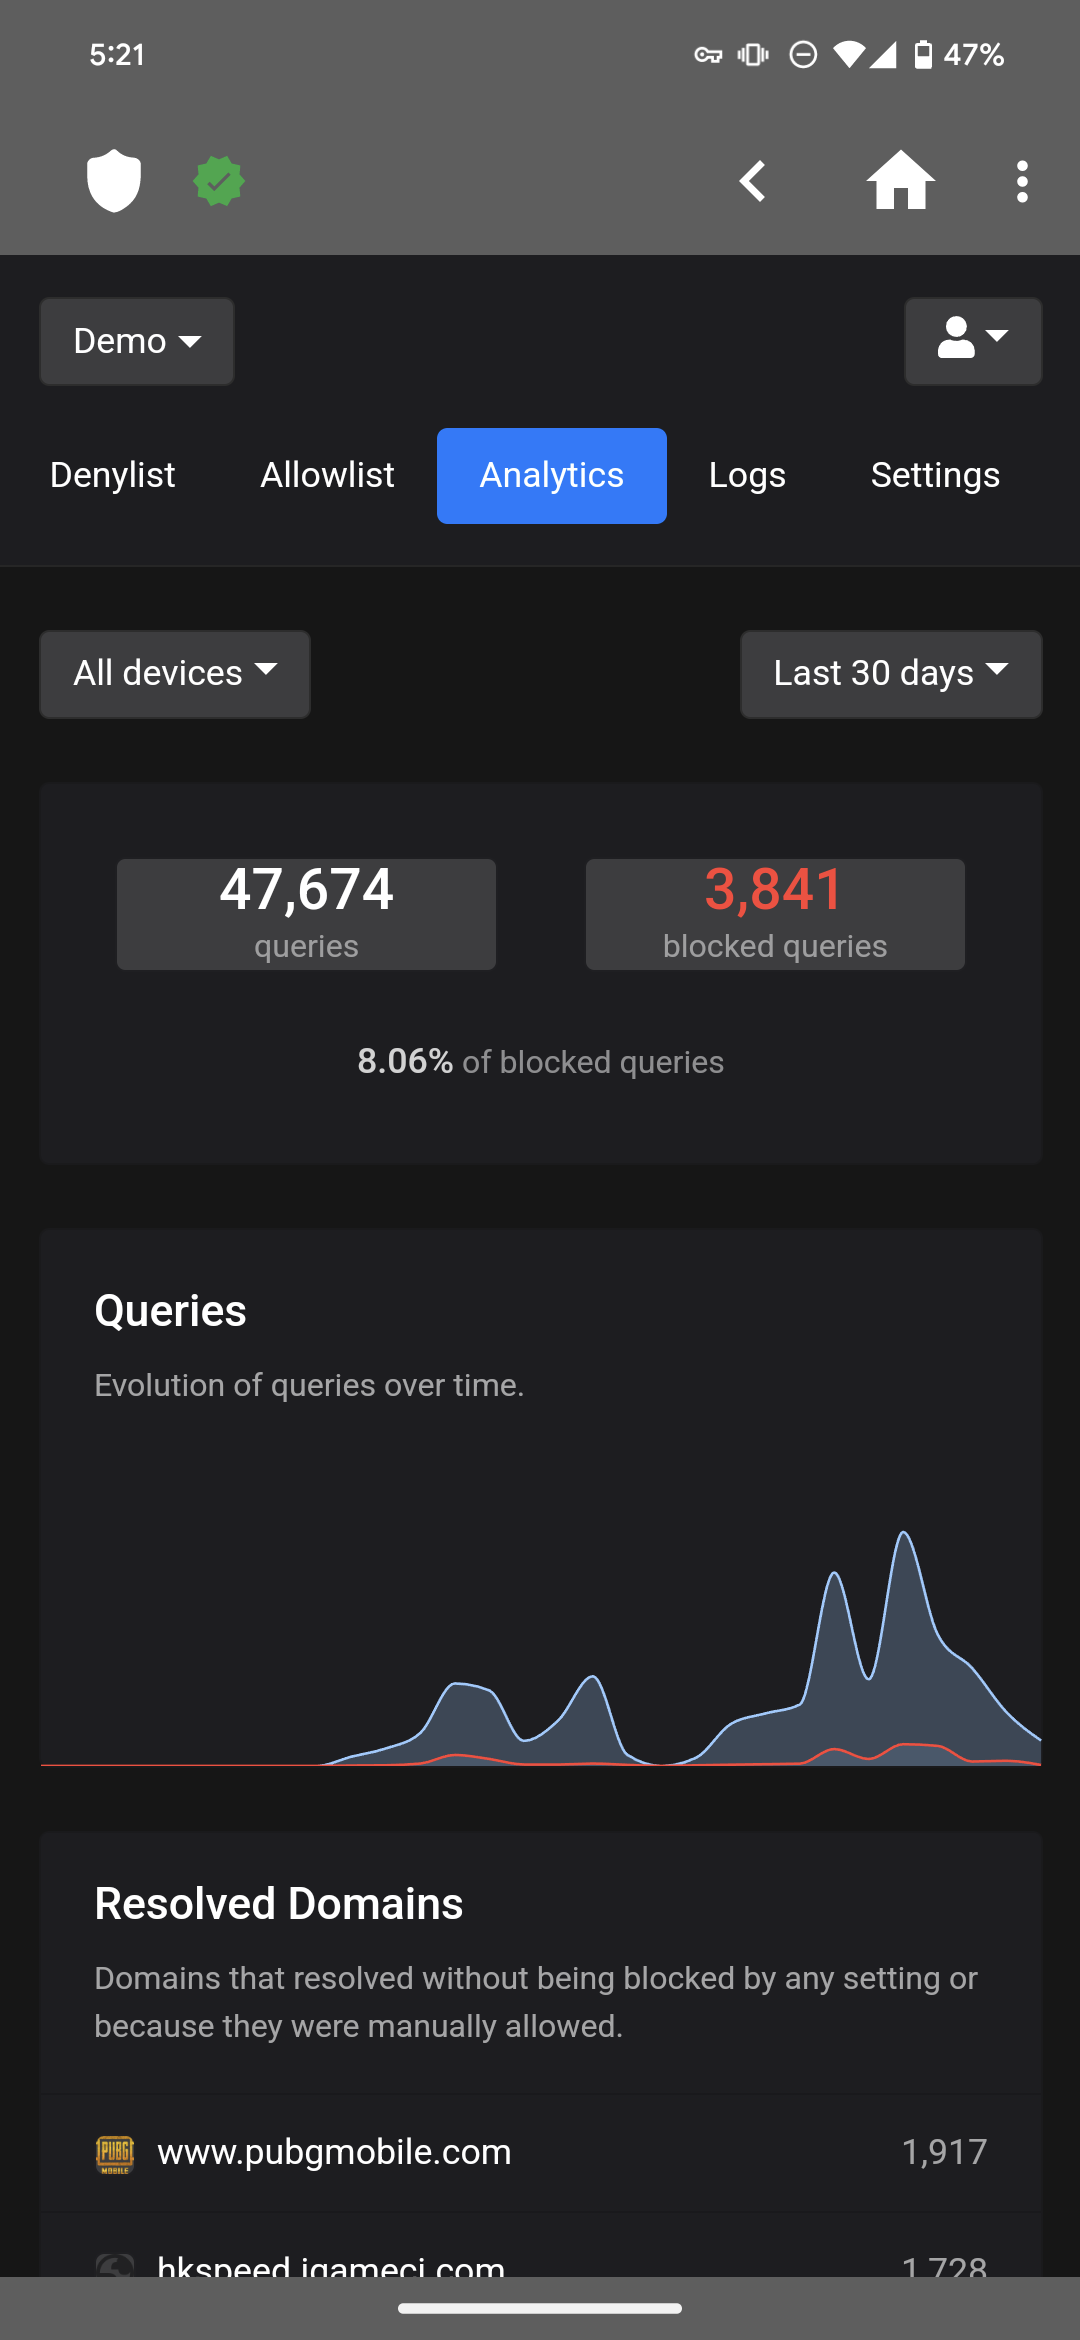 5:21
47%
Demo
Denylist Allowlist Analytics Logs Settings
All devices
Last 30 days
47,674
queries
3,841
blocked queries
8.06% of blocked queries
Queries
Evolution of queries over time.
Resolved Domains
Domains that resolved without being blocked by any setting or
because they were manually allowed.
PUBG
MOBILE
www.pubgmobile.com 1,917
hkspeed.igameci.com 1,728